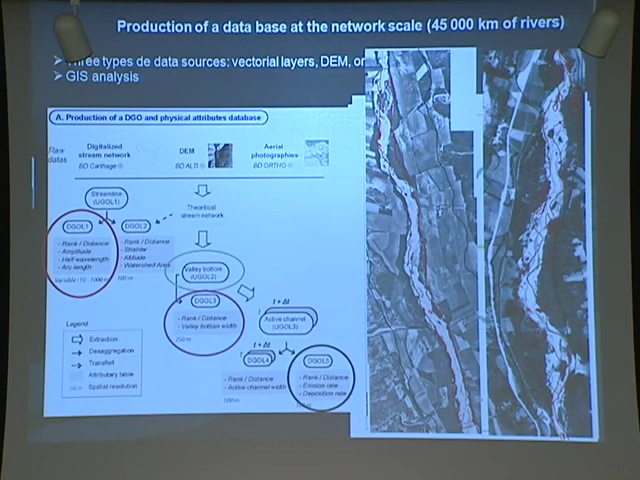 Production of a data base at the network scale (45 000 km of rivers)
Three types de data sources: vectorial layers, DEM, or
GIS analysis
A. Production of a DGO and physical attributes database
Raw datas
Digitalized stream network
BD Carthage ®
DEM
BD ALTI ®
Aerial photographies
BD ORTHO ®
Streamline (UGOL1)
Theoritical stream network
DGOL1
- Rank / Distance
- Amplitude
- Half wavelength
- Arc length
DGOL2
- Rank / Distance
- Strahler
- Altitude
- Watershed Area
100 m
Valley bottom (UGOL2)
DGOL3
- Rank / Distance
- Valley bottom width
250 m
t + Δt
Active channel (UGOL3)
t + Δt
DGOL4
- Rank / Distance
- Active channel width
100 m
DGOL5
- Rank / Distance
- Erosion rate
- Deposition rate
Legend
Extraction
Desaggregation
Transfert
Attributary table
Spatial resolution